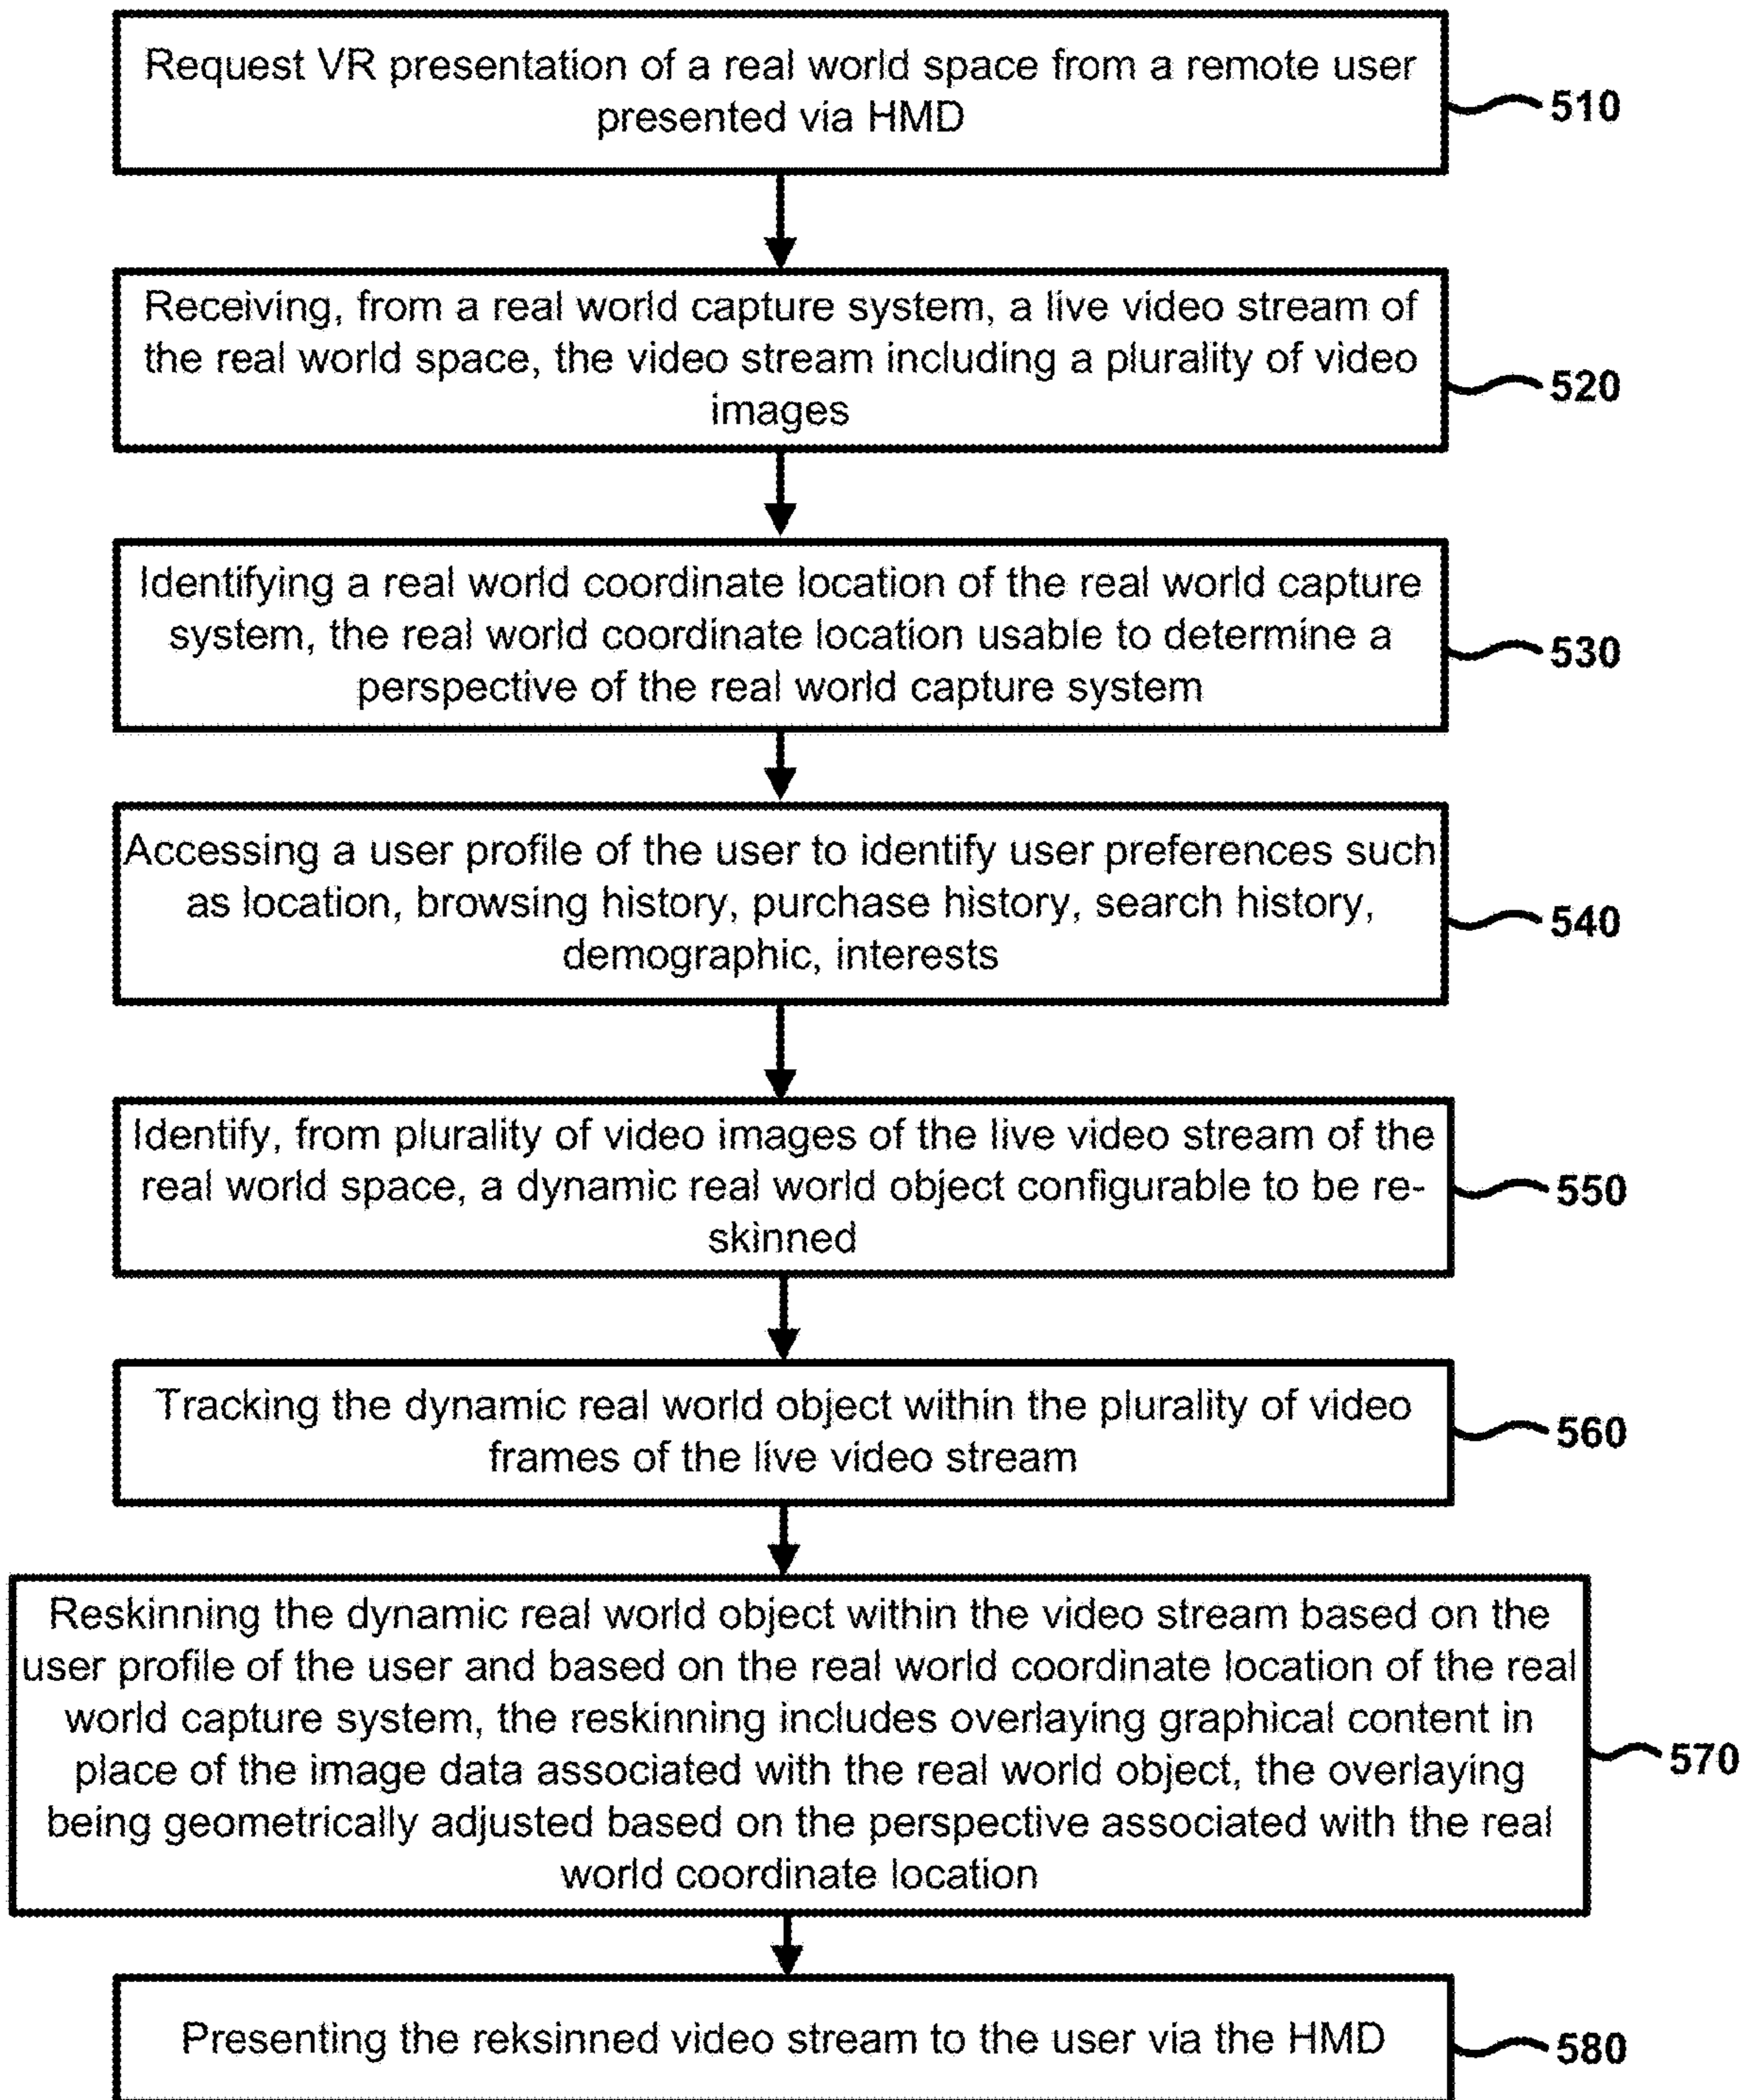 Request VR presentation of a real world space from a remote user
presented via HMD
510
Receiving, from a real world capture system, a live video stream of
the real world space, the video stream including a plurality of video
images
520
Identifying a real world coordinate location of the real world capture
system, the real world coordinate location usable to determine a
perspective of the real world capture system
530
Accessing a user profile of the user to identify user preferences such
as location, browsing history, purchase history, search history,
demographic, interests
540
Identify, from plurality of video images of the live video stream of the
real world space, a dynamic real world object configurable to be re-
skinned
550
Tracking the dynamic real world object within the plurality of video
frames of the live video stream
560
Reskinning the dynamic real world object within the video stream based on the
user profile of the user and based on the real world coordinate location of the real
world capture system, the reskinning includes overlaying graphical content in
place of the image data associated with the real world object, the overlaying
being geometrically adjusted based on the perspective associated with the real
world coordinate location
570
Presenting the reksinned video stream to the user via the HMD
580